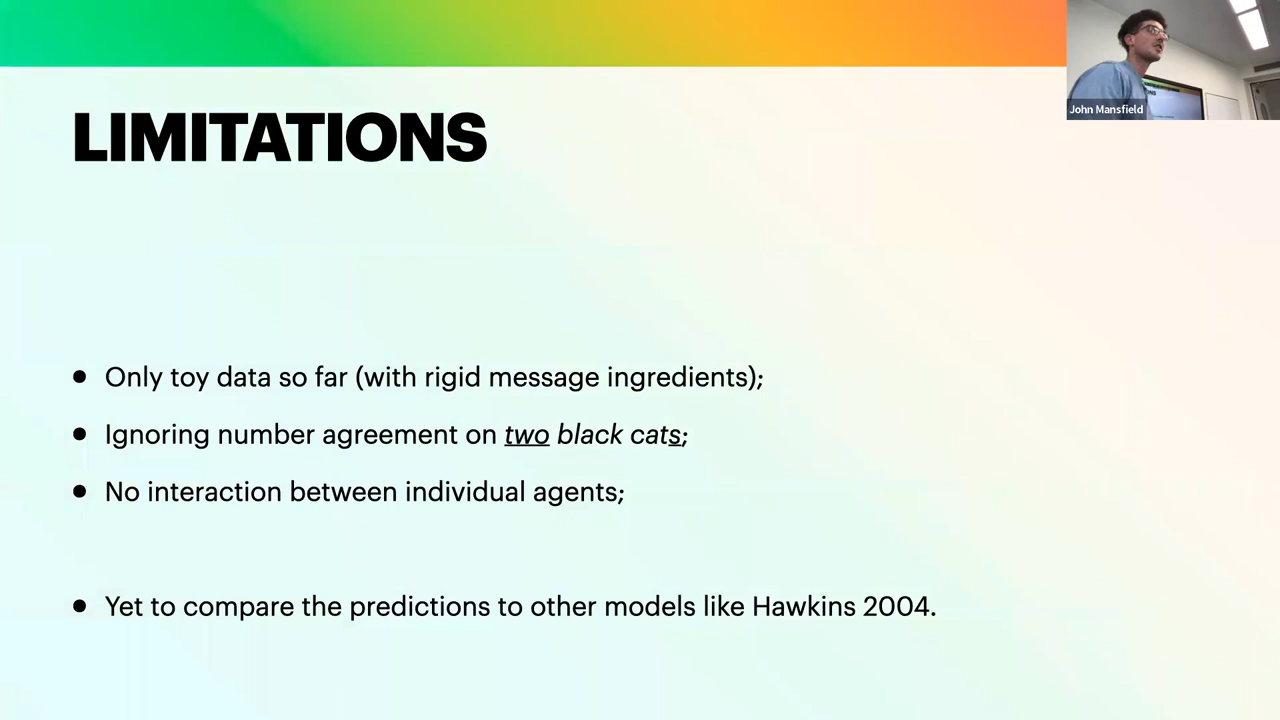 John Mansfield
LIMITATIONS
• Only toy data so far (with rigid message ingredients);
• Ignoring number agreement on two black cats;
• No interaction between individual agents;
• Yet to compare the predictions to other models like Hawkins 2004.